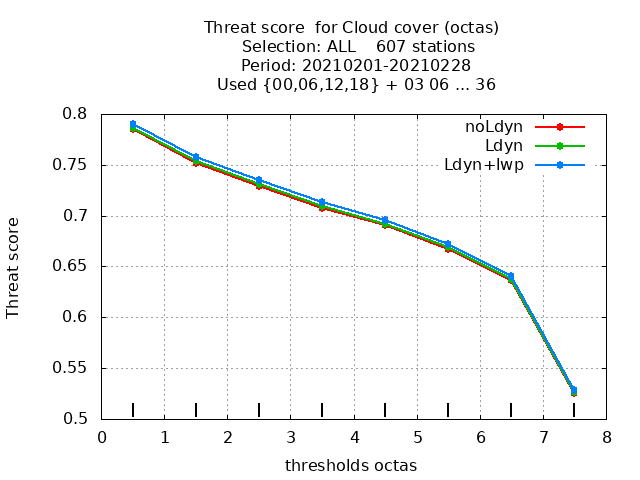 Threat score  for Cloud cover (octas)
Selection: ALL    607 stations
Period: 20210201-20210228
Used {00,06,12,18} + 03 06 ... 36
noLdyn
Ldyn
Ldyn+lwp
0.8
0.75
0.7
0.65
0.6
0.55
0.5
Threat score
0 1 2 3 4 5 6 7 8
thresholds octas